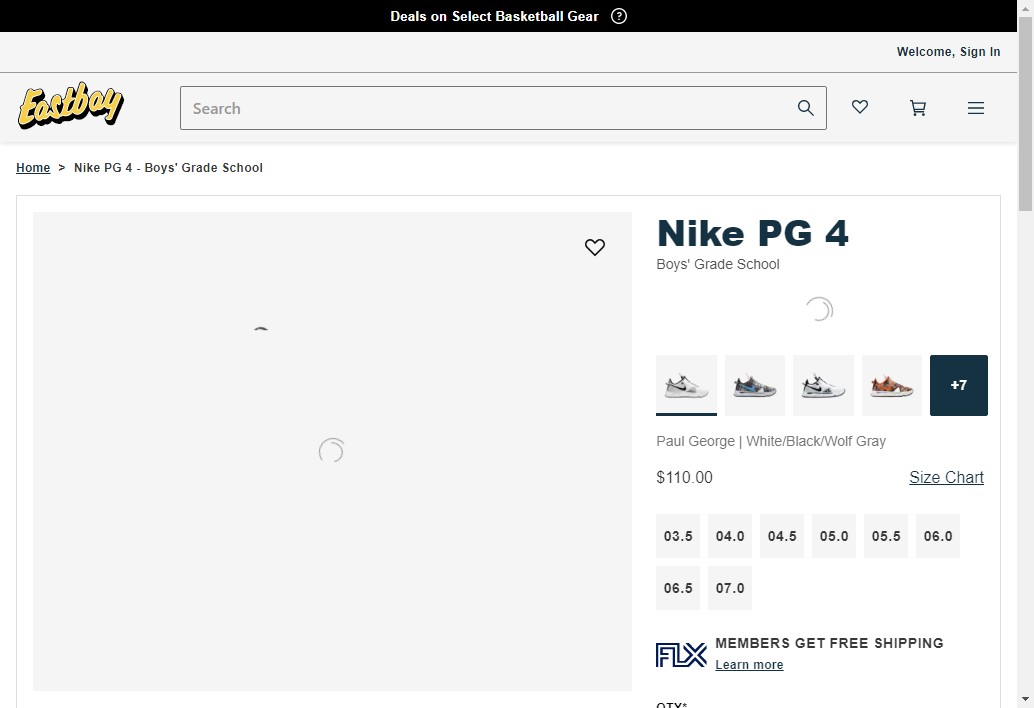 Deals on Select Basketball Gear ?
Welcome, Sign In
Eastbay
Search
Home > Nike PG 4 - Boys' Grade School
Nike PG 4
Boys' Grade School
+7
Paul George | White/Black/Wolf Gray
$110.00 Size Chart
03.5 04.0 04.5 05.0 05.5 06.0
06.5 07.0
FLX MEMBERS GET FREE SHIPPING
Learn more
QTY*